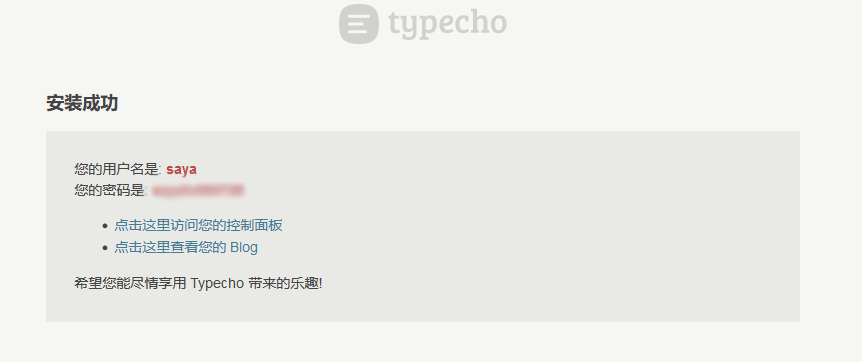 typecho
安装成功
您的用户名是: saya
您的密码是:
点击这里访问您的控制面板
点击这里查看您的 Blog
希望您能尽情享用 Typecho 带来的乐趣!